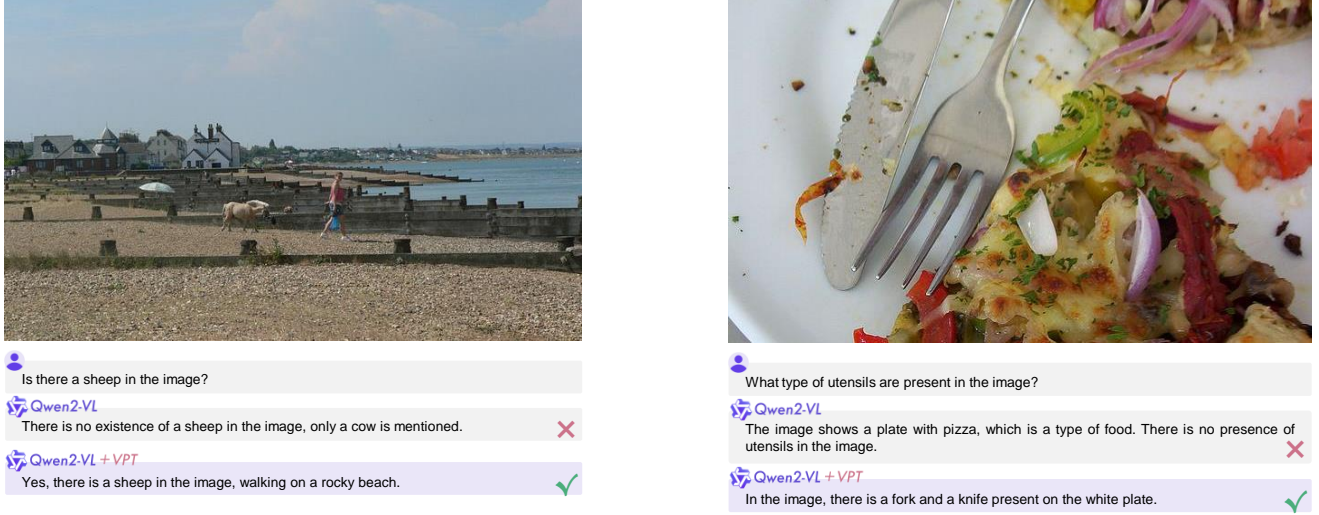 Is there a sheep in the image?
Qwen2-VL
There is no existence of a sheep in the image, only a cow is mentioned.
Qwen2-VL +VPT
Yes, there is a sheep in the image, walking on a rocky beach.
What type of utensils are present in the image?
Qwen2-VL
The image shows a plate with pizza, which is a type of food. There is no presence of
utensils in the image.
Qwen2-VL +VPT
In the image, there is a fork and a knife present on the white plate.